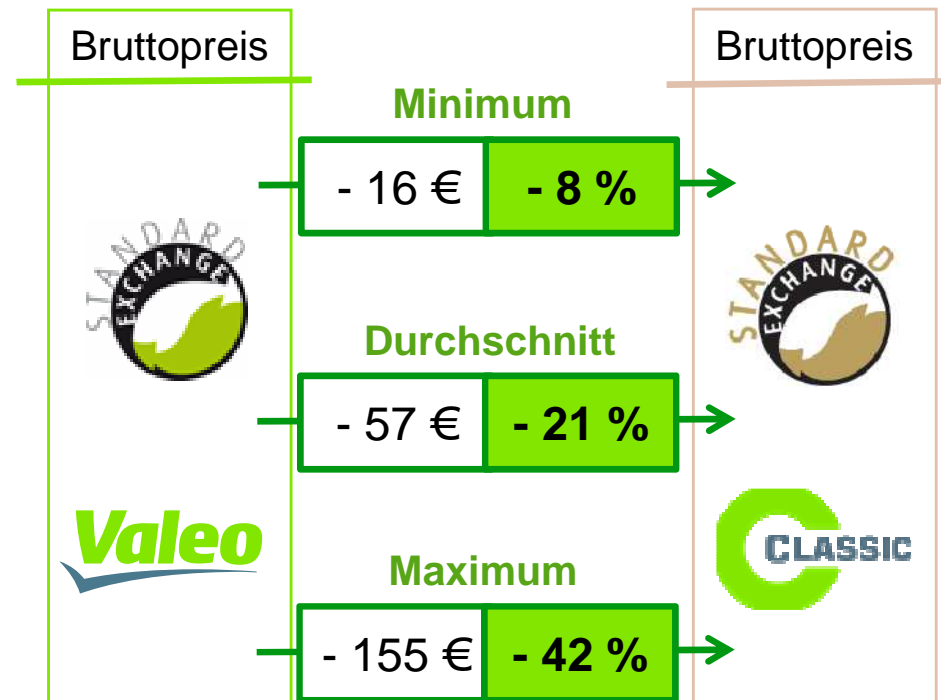 Bruttopreis
Bruttopreis
Minimum
- 16 € - 8 %
STANDARD
EXCHANGE
STANDARD
EXCHANGE
Durchschnitt
- 57 € - 21 %
Valeo
CLASSIC
Maximum
- 155 € - 42 %